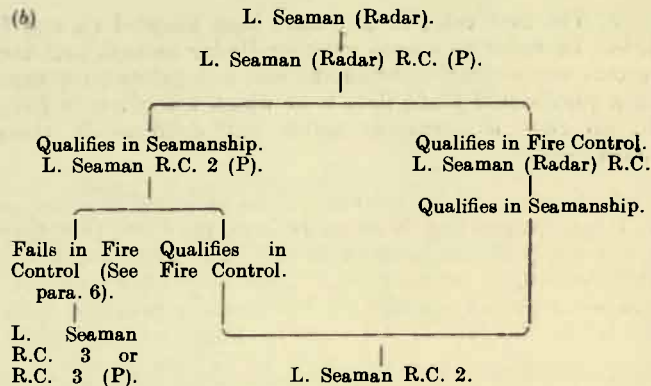 (b)
L. Seaman (Radar).
L. Seaman (Radar) R.C. (P).
Qualifies in Seamanship.
L. Seaman R.C. 2 (P).
Qualifies in Fire Control.
L. Seaman (Radar) R.C.
Qualifies in Seamanship.
Fails in Fire
Control (See
para. 6).
Qualifies in
Fire Control.
L. Seaman
R.C. 3 or
R.C. 3 (P).
L. Seaman R.C. 2.